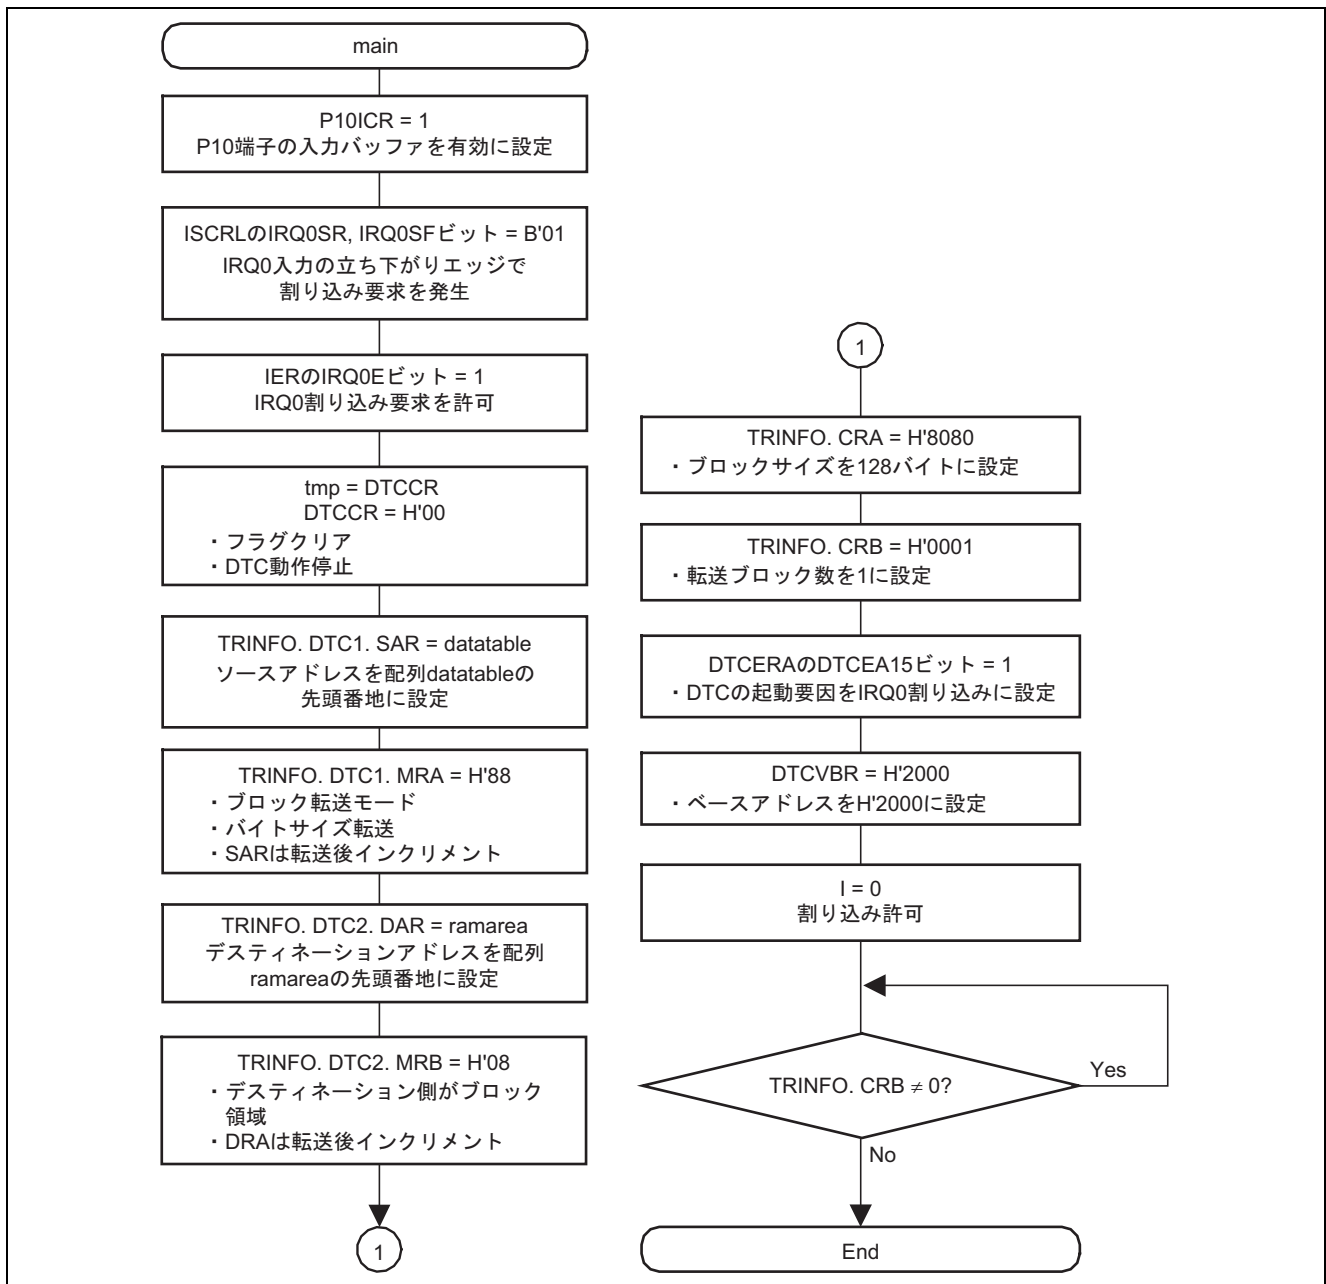 main
P10ICR = 1
P10端子の入力バッファを有効に設定
ISCRLのIRQ0SR, IRQ0SFビット = B'01
IRQ0入力の立ち下がりエッジで
割り込み要求を発生
IERのIRQ0Eビット = 1
IRQ0割り込み要求を許可
tmp = DTCCR
DTCCR = H'00
・フラグクリア
・DTC動作停止
TRINFO. DTC1. SAR = datatable
ソースアドレスを配列datatableの
先頭番地に設定
TRINFO. DTC1. MRA = H'88
・ブロック転送モード
・バイトサイズ転送
・SARは転送後インクリメント
TRINFO. DTC2. DAR = ramarea
デスティネーションアドレスを配列
ramareaの先頭番地に設定
TRINFO. DTC2. MRB = H'08
・デスティネーション側がブロック
領域
・DRAは転送後インクリメント
1
1
TRINFO. CRA = H'8080
・ブロックサイズを128バイトに設定
TRINFO. CRB = H'0001
・転送ブロック数を1に設定
DTCERAのDTCEA15ビット = 1
・DTCの起動要因をIRQ0割り込みに設定
DTCVBR = H'2000
・ベースアドレスをH'2000に設定
I = 0
割り込み許可
TRINFO. CRB ≠ 0?
Yes
No
End